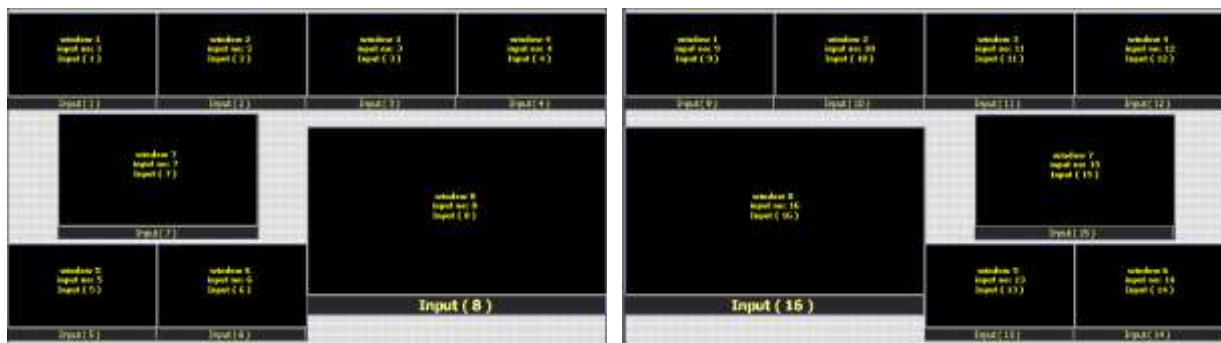 window 1
input no: 1
Input ( 1 )
window 2
input no: 2
Input ( 2 )
window 3
input no: 3
Input ( 3 )
window 4
input no: 4
Input ( 4 )
Input( 1 )
Input( 2 )
Input( 3 )
Input( 4 )
window 7
input no: 7
Input ( 7 )
Input( 7 )
window 8
input no: 8
Input ( 8 )
Input ( 8 )
window 5
input no: 5
Input ( 5 )
window 6
input no: 6
Input ( 6 )
Input( 5 )
Input( 6 )
window 1
input no: 9
Input ( 9 )
window 2
input no: 10
Input ( 10 )
window 3
input no: 11
Input ( 11 )
window 4
input no: 12
Input ( 12 )
Input( 9 )
Input( 10 )
Input( 11 )
Input( 12 )
window 8
input no: 16
Input ( 16 )
Input ( 16 )
window 7
input no: 15
Input ( 15 )
Input( 15 )
window 5
input no: 13
Input ( 13 )
window 6
input no: 14
Input ( 14 )
Input( 13 )
Input( 14 )